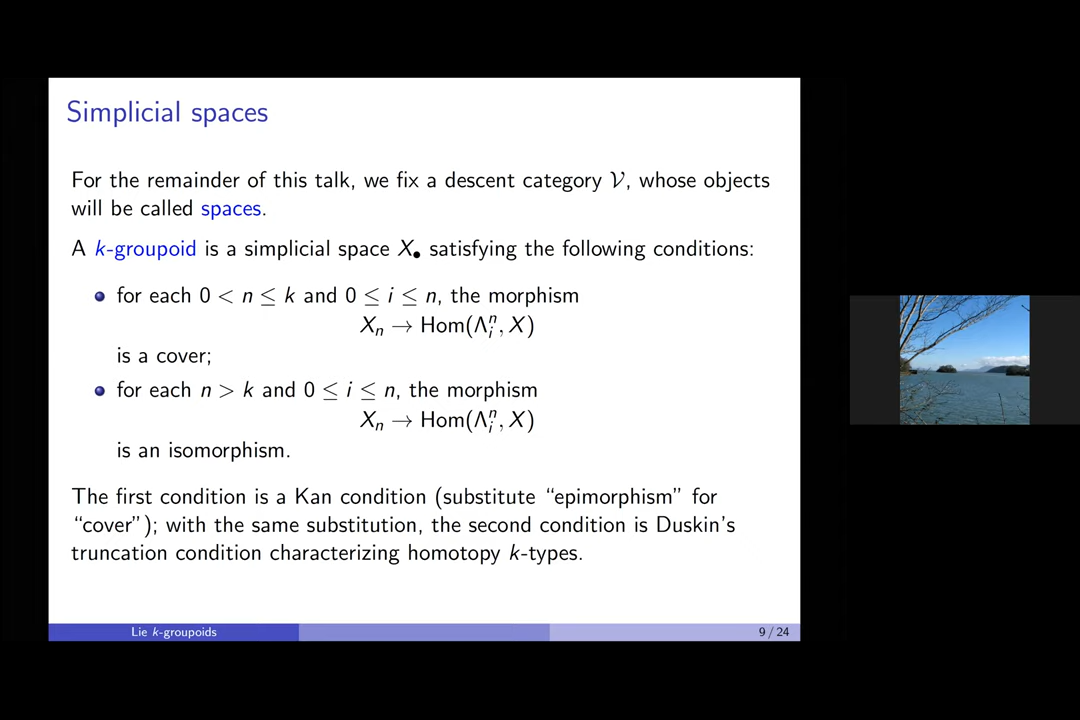 Simplicial spaces
For the remainder of this talk, we fix a descent category 𝒱, whose objects
will be called spaces.
A k-groupoid is a simplicial space X• satisfying the following conditions:
for each 0 < n ≤ k and 0 ≤ i ≤ n, the morphism
Xₙ → Hom(Λⁿᵢ, X)
is a cover;
for each n > k and 0 ≤ i ≤ n, the morphism
Xₙ → Hom(Λⁿᵢ, X)
is an isomorphism.
The first condition is a Kan condition (substitute “epimorphism” for
“cover”); with the same substitution, the second condition is Duskin’s
truncation condition characterizing homotopy k-types.
Lie k-groupoids
9 / 24